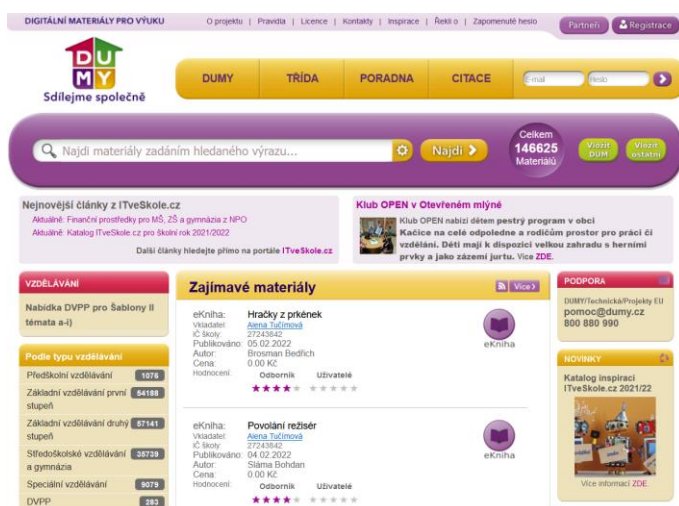 DIGITÁLNÍ MATERIÁLY PRO VÝUKU
O projektu | Pravidla | Licence | Kontakty | Inspirace | Řekli o | Zapomenuté heslo
Partneři
Registrace
DUMY
Sdílejme společně
DUMY TŘÍDA PORADNA CITACE
E-mail
Heslo
Najdi materiály zadáním hledaného výrazu...
Najdi
Celkem
146625
Materiálů
Vložit
DUM
Vložit
ostatní
Nejnovější články z ITveSkole.cz
Aktuálně: Finanční prostředky pro MŠ, ZŠ a gymnázia z NPO
Aktuálně: Katalog ITveSkole.cz pro školní rok 2021/2022
Další články hledejte přímo na portále ITveSkole.cz
Klub OPEN v Otevřeném mlýně
Klub OPEN nabízí dětem pestrý program v obci
Kačice na celé odpoledne a rodičům prostor pro práci či
vzdělání. Děti mají k dispozici velkou zahradu s herními
prvky a jako zázemí jurtu. Více ZDE.
VZDĚLÁVÁNÍ
Nabídka DVPP pro Šablony II
témata a-i)
Podle typu vzdělávání
Předškolní vzdělávání 1076
Základní vzdělávání první 54188
stupeň
Základní vzdělávání druhý 57141
stupeň
Středoškolské vzdělávání 35739
a gymnázia
Speciální vzdělávání 9079
DVPP 283
Zajímavé materiály
Více
eKniha: Hračky z prkének
Vkladatel: Alena Tučímová
IČ školy: 27243842
Publikováno: 05.02.2022
Autor: Brosman Bedřich
Cena: 0.00 Kč
Hodnocení: Odborník Uživatelé
eKniha
eKniha: Povolání režisér
Vkladatel: Alena Tučímová
IČ školy: 27243842
Publikováno: 04.02.2022
Autor: Sláma Bohdan
Cena: 0.00 Kč
Hodnocení: Odborník Uživatelé
eKniha
PODPORA
DUMY/Technická/Projekty EU
pomoc@dumy.cz
800 880 990
NOVINKY
Katalog inspirací
ITveSkole.cz 2021/22
Více informací ZDE.